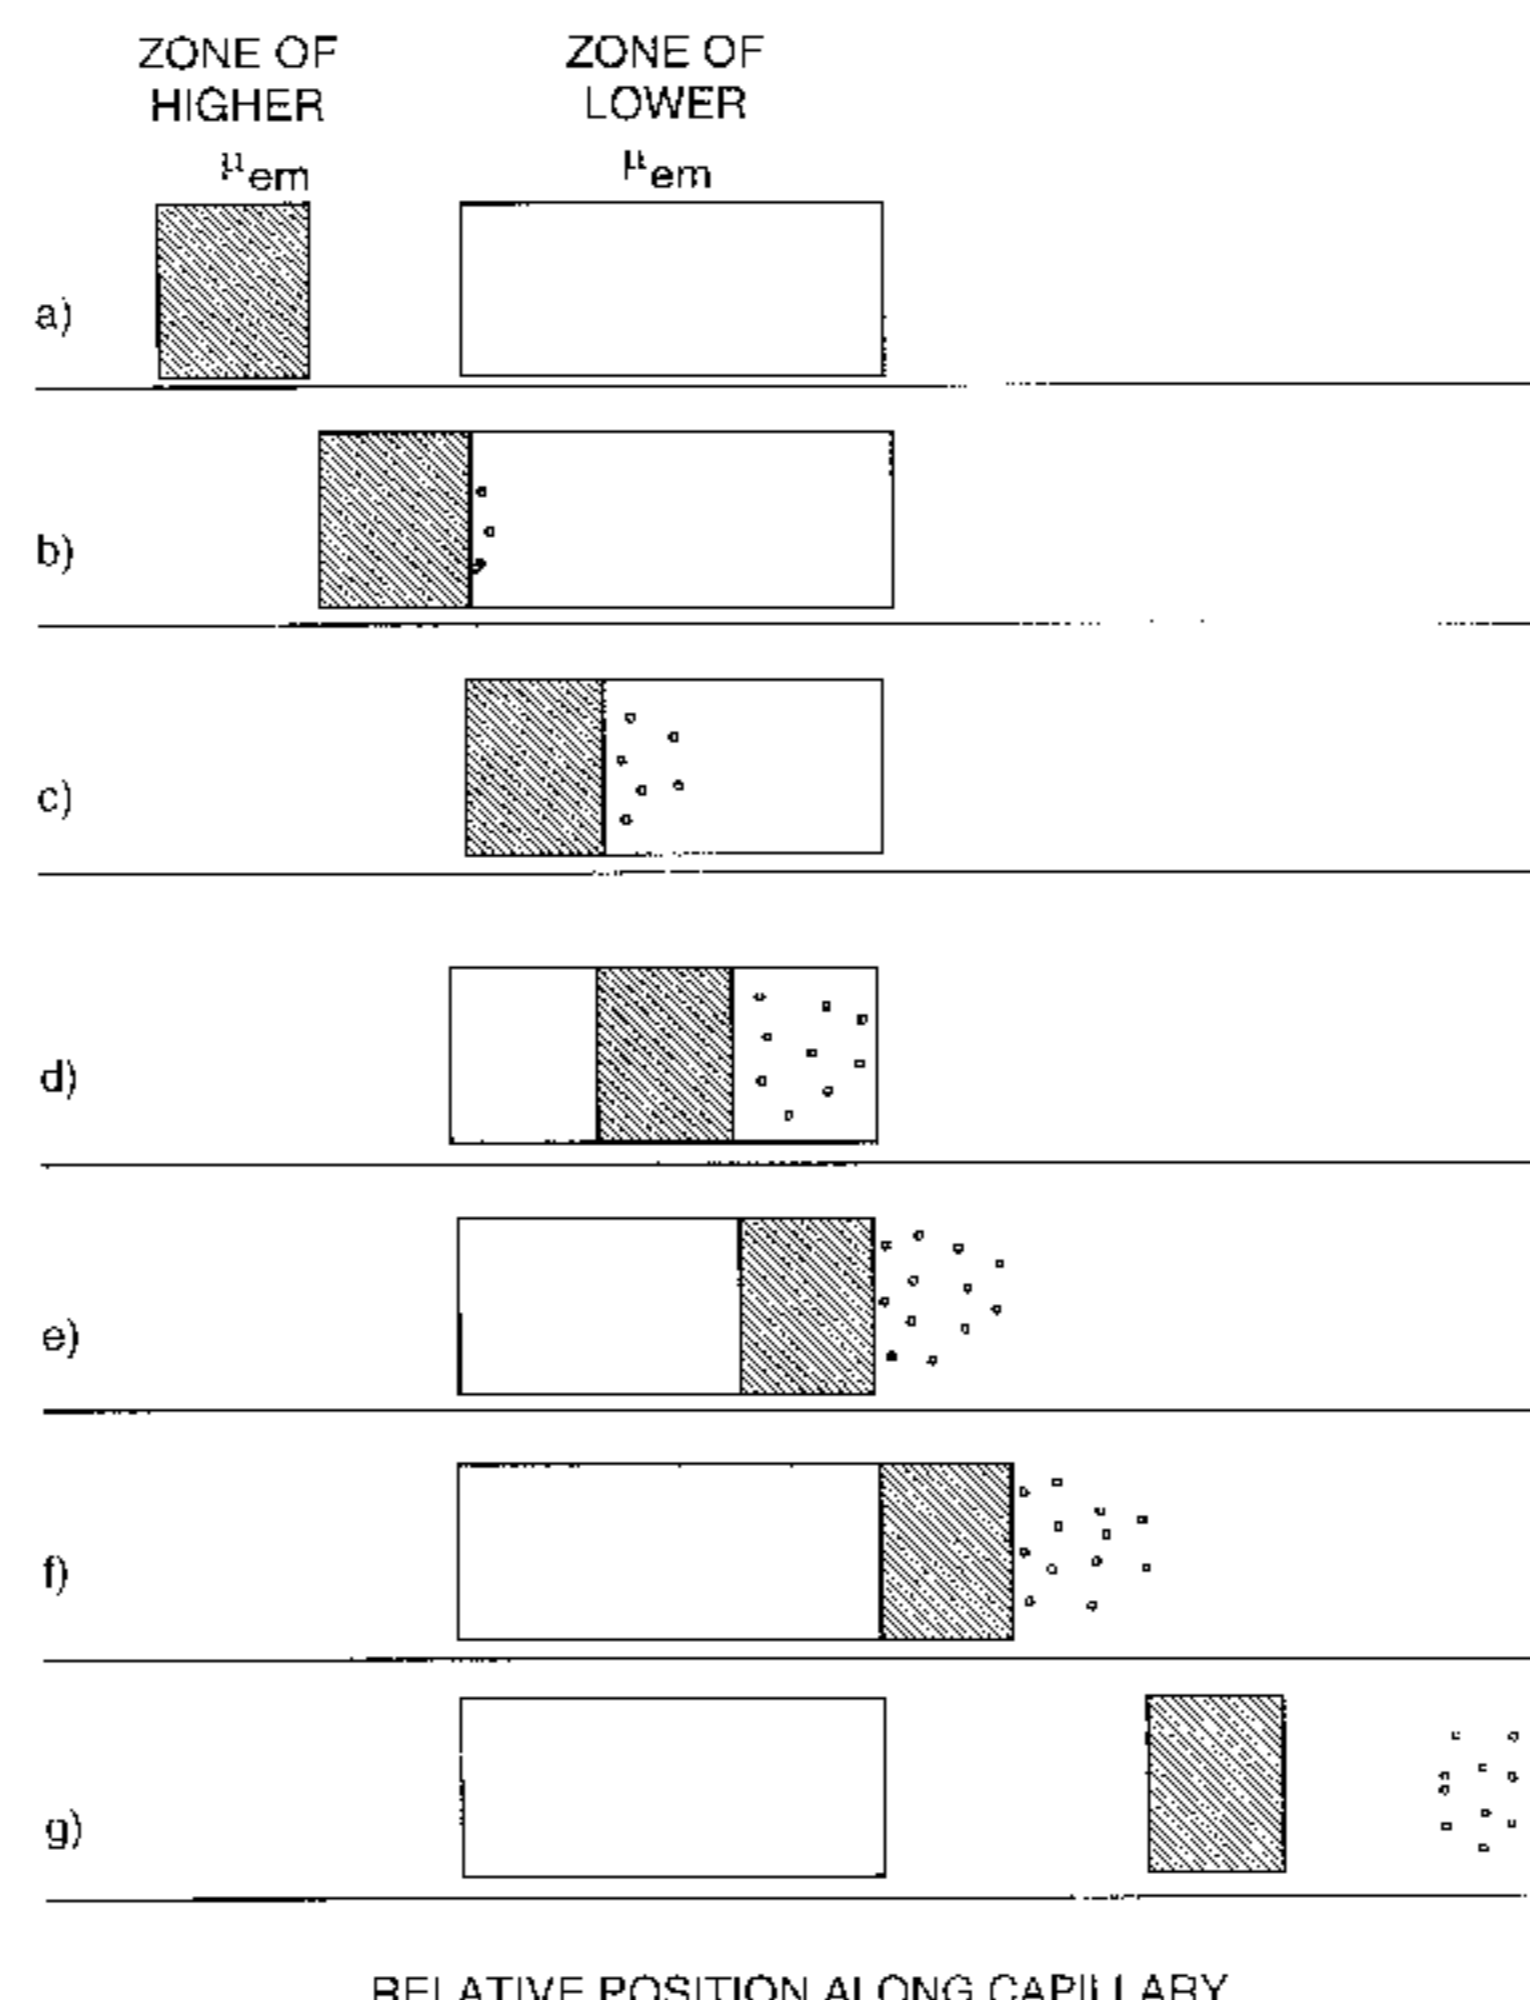 ZONE OF
HIGHER
μem
ZONE OF
LOWER
μem
a)
b)
c)
d)
e)
f)
g)
RELATIVE POSITION ALONG CAPILLARY